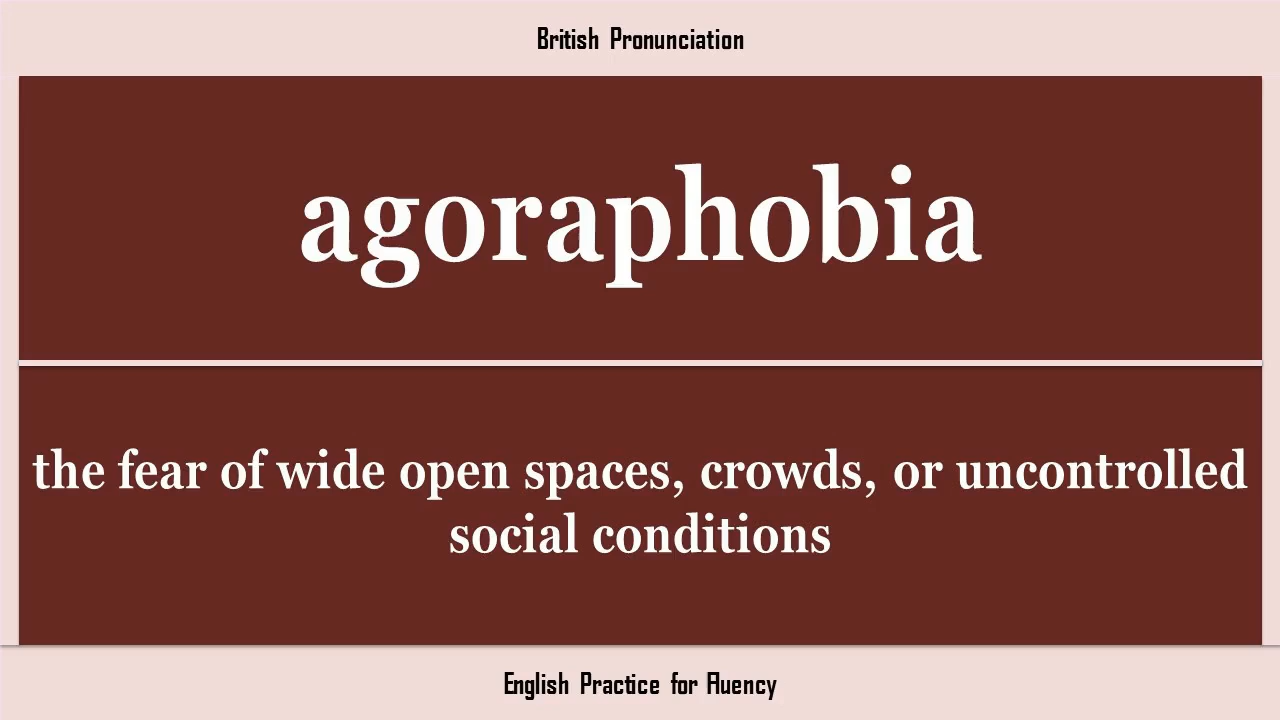 British Pronunciation
agoraphobia
the fear of wide open spaces, crowds, or uncontrolled
social conditions
English Practice for Fluency